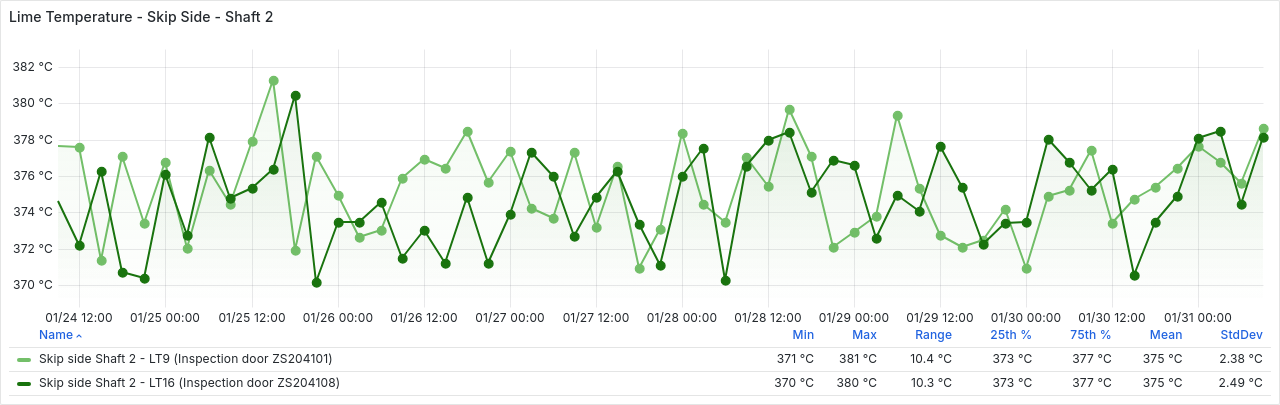 Lime Temperature - Skip Side - Shaft 2
382 °C
380 °C
378 °C
376 °C
374 °C
372 °C
370 °C
01/24 12:00 01/25 00:00 01/25 12:00 01/26 00:00 01/26 12:00 01/27 00:00 01/27 12:00 01/28 00:00 01/28 12:00 01/29 00:00 01/29 12:00 01/30 00:00 01/30 12:00 01/31 00:00
Name Min Max Range 25th % 75th % Mean StdDev
Skip side Shaft 2 - LT9 (Inspection door ZS204101) 371 °C 381 °C 10.4 °C 373 °C 377 °C 375 °C 2.38 °C
Skip side Shaft 2 - LT16 (Inspection door ZS204108) 370 °C 380 °C 10.3 °C 373 °C 377 °C 375 °C 2.49 °C